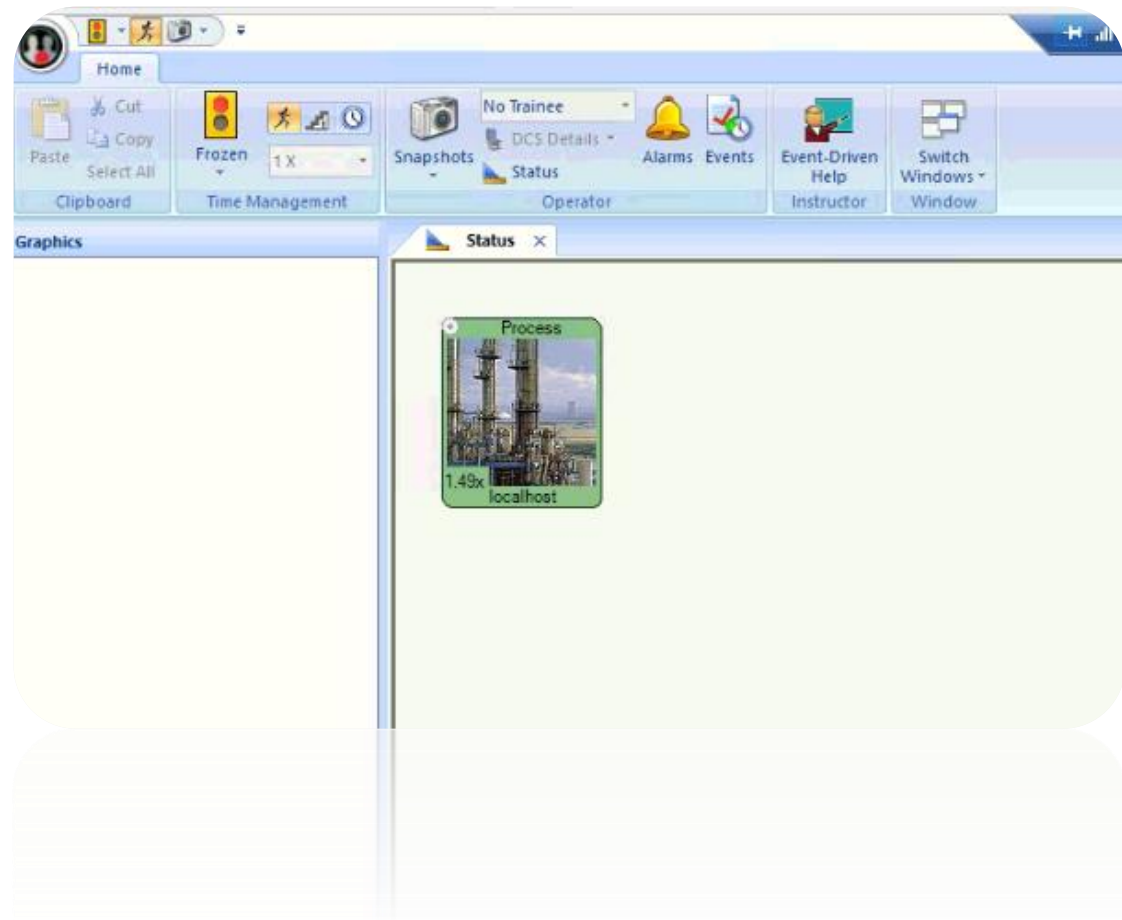 Home
Paste
Cut
Copy
Select All
Clipboard
Frozen
1 X
Time Management
Snapshots
No Trainee
DCS Details
Status
Alarms
Events
Operator
Event-Driven
Help
Instructor
Switch
Windows
Window
Graphics
Status
Process
1.49x
localhost